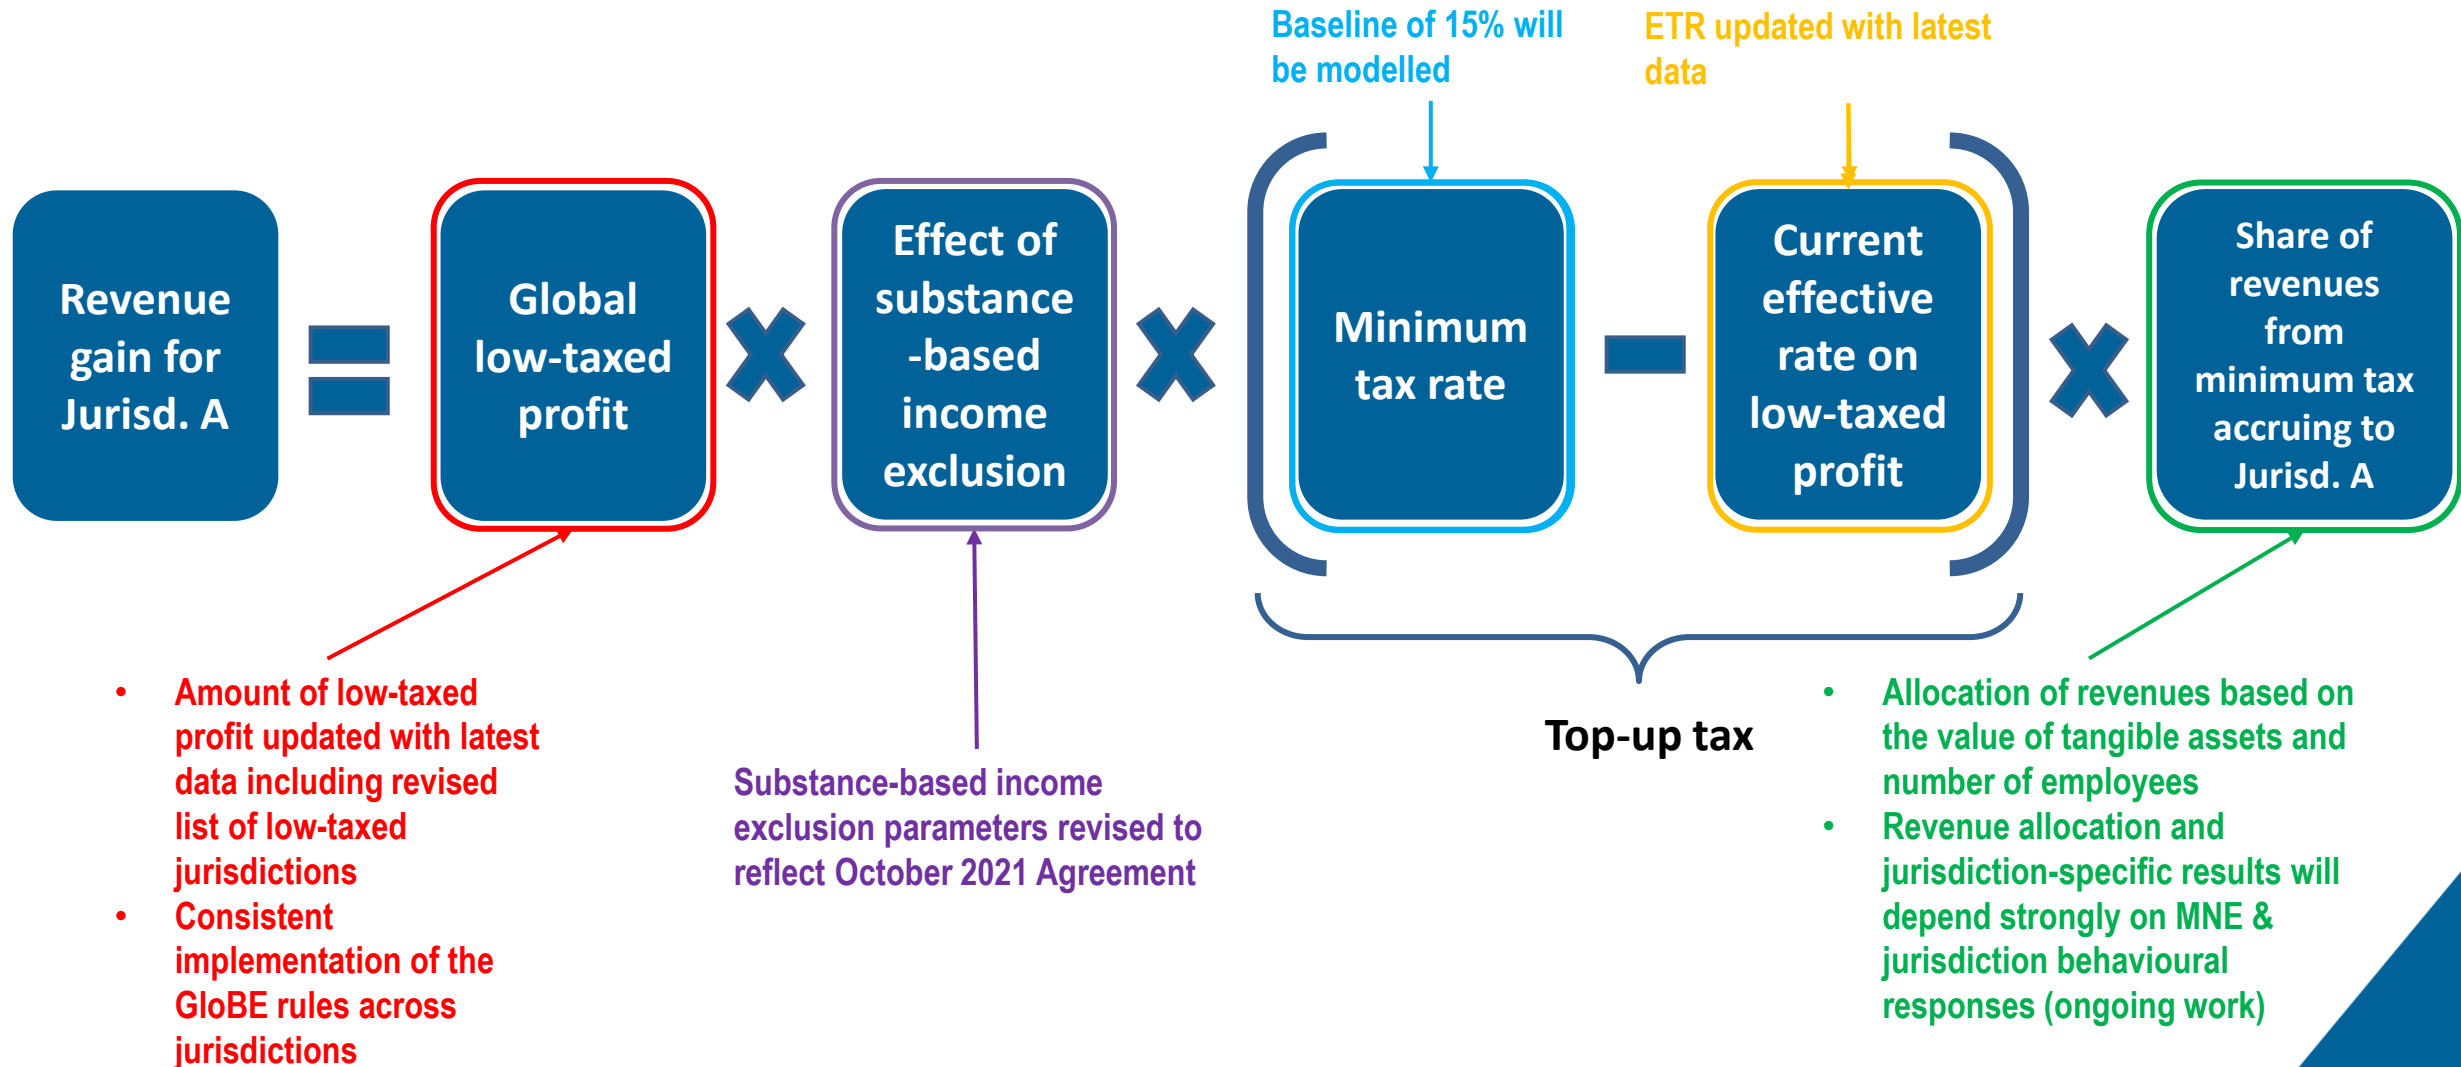 Baseline of 15% will
be modelled
ETR updated with latest
data
Revenue
gain for
Jurisd. A
Global
low-taxed
profit
Effect of
substance
-based
income
exclusion
Minimum
tax rate
Current
effective
rate on
low-taxed
profit
Share of
revenues
from
minimum tax
accruing to
Jurisd. A
• Amount of low-taxed
profit updated with latest
data including revised
list of low-taxed
jurisdictions
• Consistent
implementation of the
GloBE rules across
jurisdictions
Substance-based income
exclusion parameters revised to
reflect October 2021 Agreement
Top-up tax
• Allocation of revenues based on
the value of tangible assets and
number of employees
• Revenue allocation and
jurisdiction-specific results will
depend strongly on MNE &
jurisdiction behavioural
responses (ongoing work)